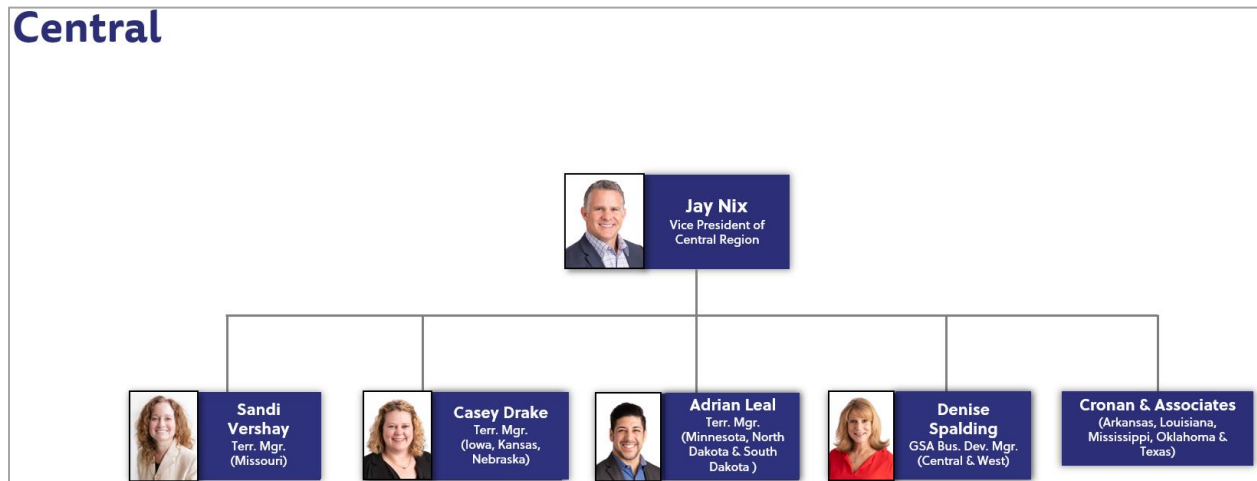 Central
Jay Nix
Vice President of
Central Region
Sandi
Vershay
Terr. Mgr.
(Missouri)
Casey Drake
Terr. Mgr.
(Iowa, Kansas,
Nebraska)
Adrian Leal
Terr. Mgr.
(Minnesota, North
Dakota & South
Dakota )
Denise
Spalding
GSA Bus. Dev. Mgr.
(Central & West)
Cronan & Associates
(Arkansas, Louisiana,
Mississippi, Oklahoma &
Texas)